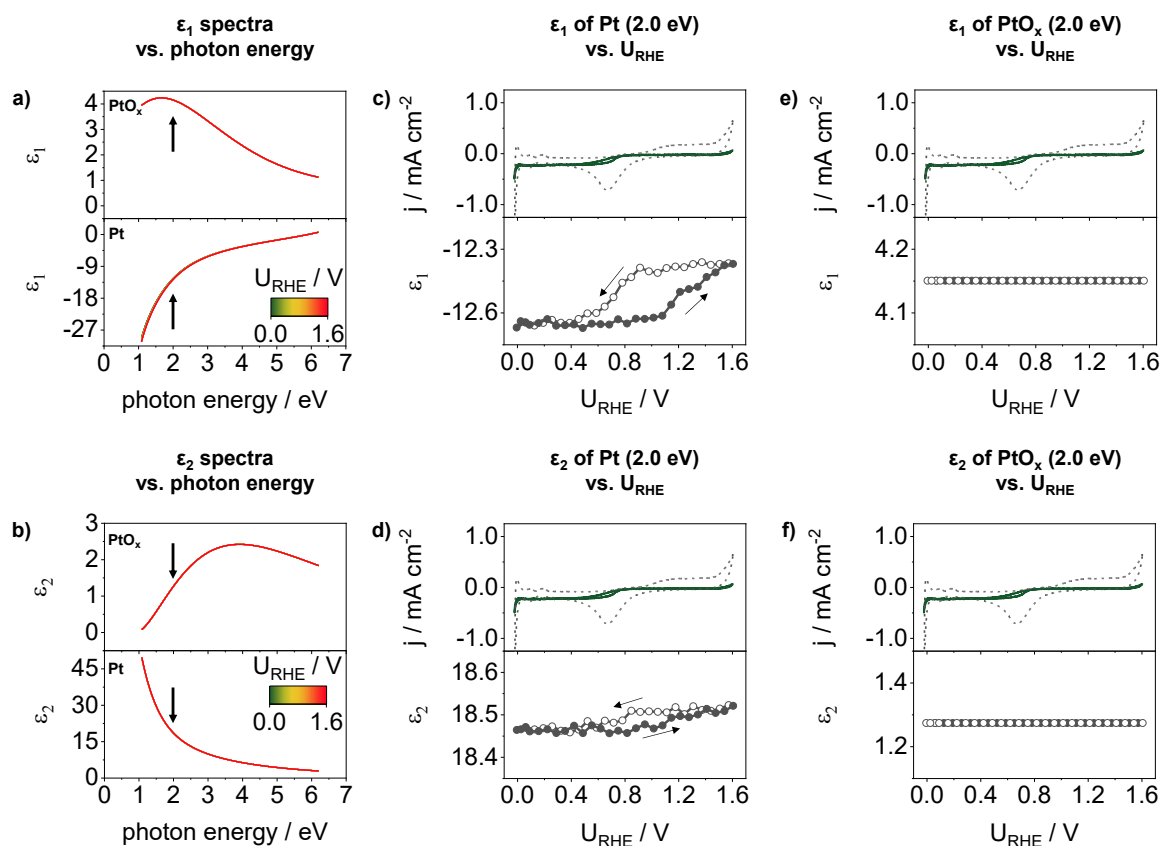 ε₁ spectra
vs. photon energy
ε₁ of Pt (2.0 eV)
vs. U_RHE
ε₁ of PtOₓ (2.0 eV)
vs. U_RHE
a)
PtOₓ
4
3
2
1
0
ε₁
Pt
0
-9
-18
-27
ε₁
U_RHE / V
0.0 1.6
0 1 2 3 4 5 6 7
photon energy / eV
c)
1.0
0.0
-1.0
j / mA cm⁻²
-12.3
-12.6
ε₁
0.0 0.4 0.8 1.2 1.6
U_RHE / V
e)
1.0
0.0
-1.0
j / mA cm⁻²
4.2
4.1
ε₁
0.0 0.4 0.8 1.2 1.6
U_RHE / V
ε₂ spectra
vs. photon energy
ε₂ of Pt (2.0 eV)
vs. U_RHE
ε₂ of PtOₓ (2.0 eV)
vs. U_RHE
b)
PtOₓ
3
2
1
0
ε₂
Pt
45
30
15
0
ε₂
U_RHE / V
0.0 1.6
0 1 2 3 4 5 6 7
photon energy / eV
d)
1.0
0.0
-1.0
j / mA cm⁻²
18.6
18.5
18.4
ε₂
0.0 0.4 0.8 1.2 1.6
U_RHE / V
f)
1.0
0.0
-1.0
j / mA cm⁻²
1.4
1.2
ε₂
0.0 0.4 0.8 1.2 1.6
U_RHE / V